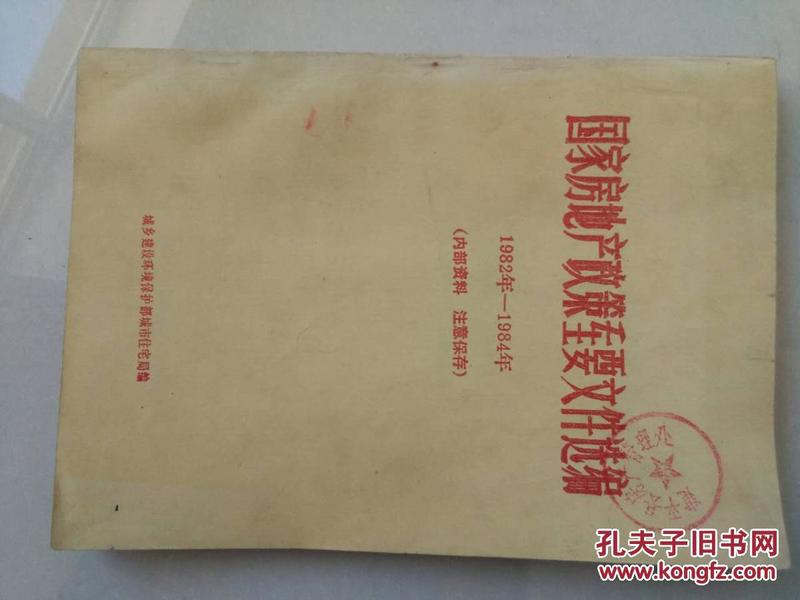 国家房地产政策主要文件选编
1982年—1984年
（内部资料 注意保存）
城乡建设环境保护部城市住宅局编
孔夫子旧书网
www.kongfz.com